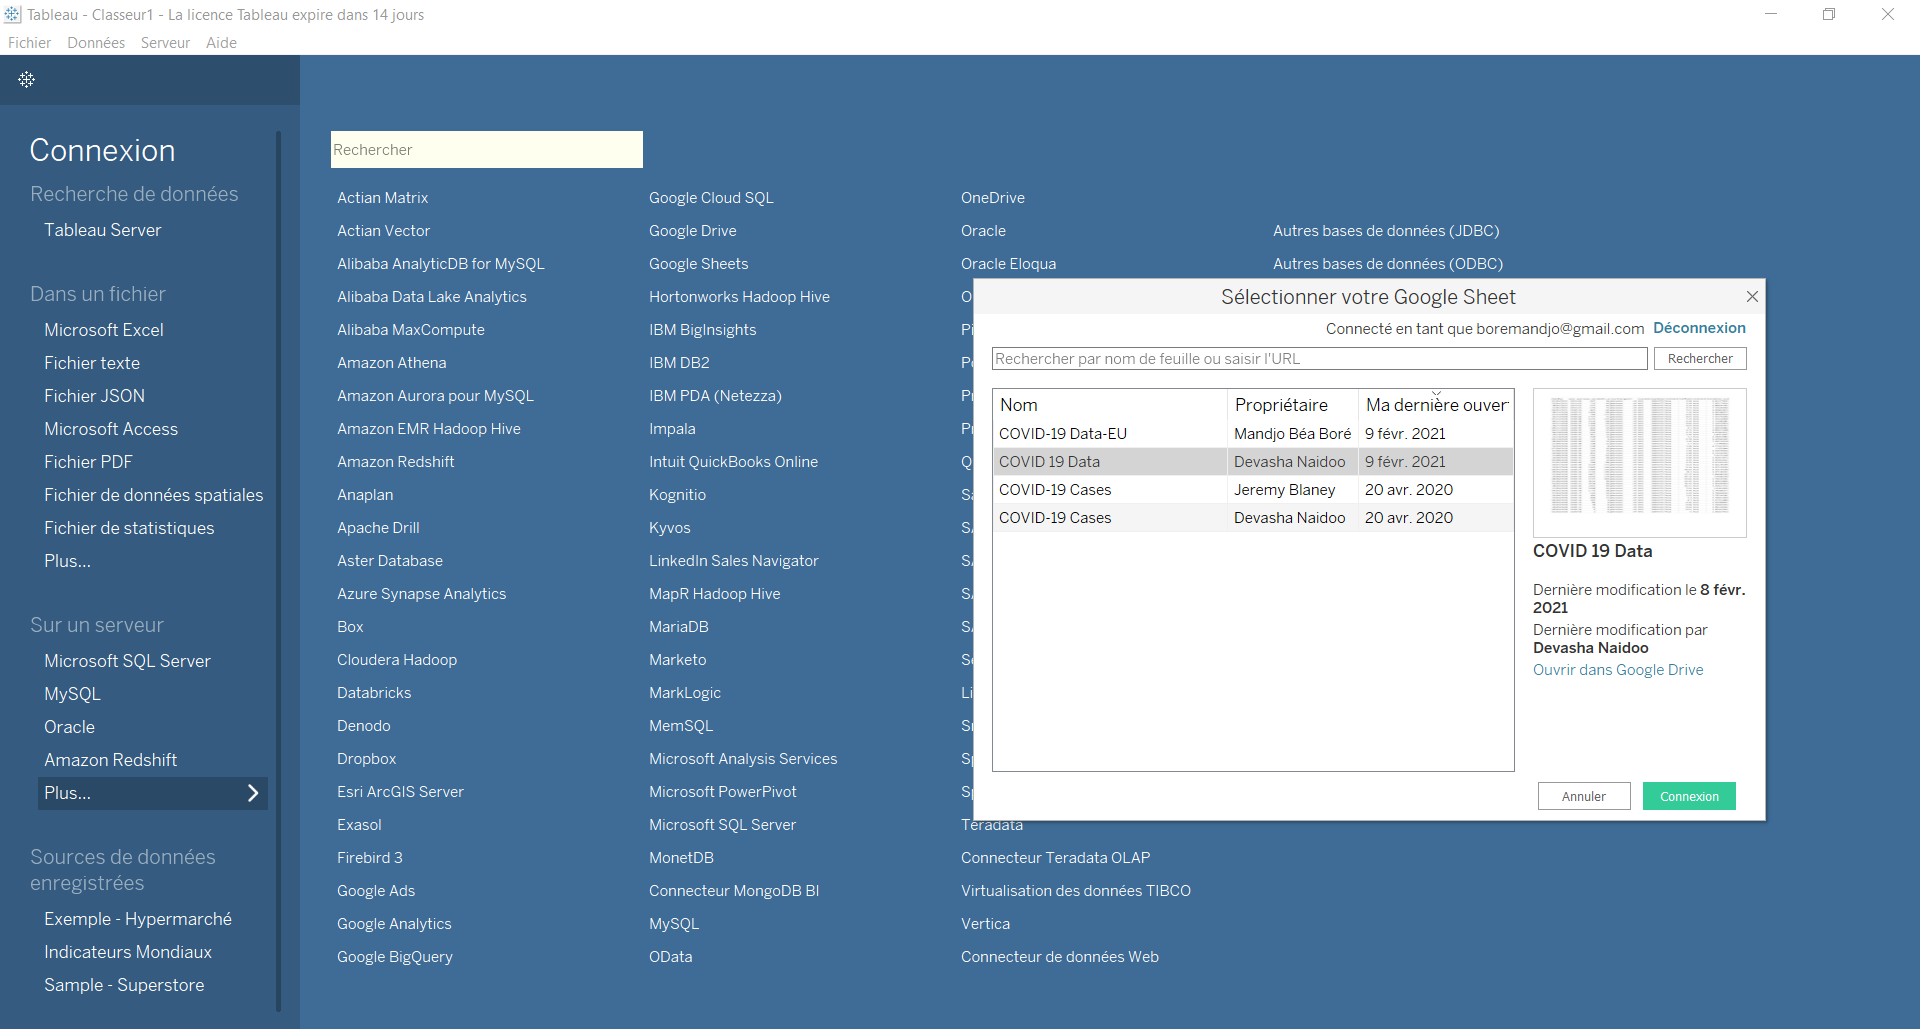 Tableau - Classeur1 - La licence Tableau expire dans 14 jours
Fichier Données Serveur Aide
Connexion
Recherche de données
Tableau Server
Dans un fichier
Microsoft Excel
Fichier texte
Fichier JSON
Microsoft Access
Fichier PDF
Fichier de données spatiales
Fichier de statistiques
Plus...
Sur un serveur
Microsoft SQL Server
MySQL
Oracle
Amazon Redshift
Plus...
Sources de données
enregistrées
Exemple - Hypermarché
Indicateurs Mondiaux
Sample - Superstore
Rechercher
Actian Matrix
Actian Vector
Alibaba AnalyticDB for MySQL
Alibaba Data Lake Analytics
Alibaba MaxCompute
Amazon Athena
Amazon Aurora pour MySQL
Amazon EMR Hadoop Hive
Amazon Redshift
Anaplan
Apache Drill
Aster Database
Azure Synapse Analytics
Box
Cloudera Hadoop
Databricks
Denodo
Dropbox
Esri ArcGIS Server
Exasol
Firebird 3
Google Ads
Google Analytics
Google BigQuery
Google Cloud SQL
Google Drive
Google Sheets
Hortonworks Hadoop Hive
IBM BigInsights
IBM DB2
IBM PDA (Netezza)
Impala
Intuit QuickBooks Online
Kognitio
Kyvos
LinkedIn Sales Navigator
MapR Hadoop Hive
MariaDB
Marketo
MarkLogic
MemSQL
Microsoft Analysis Services
Microsoft PowerPivot
Microsoft SQL Server
MonetDB
Connecteur MongoDB BI
MySQL
OData
OneDrive
Oracle
Oracle Eloqua
Teradata
Connecteur Teradata OLAP
Virtualisation des données TIBCO
Vertica
Connecteur de données Web
Autres bases de données (JDBC)
Autres bases de données (ODBC)
Sélectionner votre Google Sheet
Connecté en tant que boremandjo@gmail.com Déconnexion
Rechercher par nom de feuille ou saisir l'URL Rechercher
Nom Propriétaire Ma dernière ouver
COVID-19 Data-EU Mandjo Béa Boré 9 févr. 2021
COVID 19 Data Devasha Naidoo 9 févr. 2021
COVID-19 Cases Jeremy Blaney 20 avr. 2020
COVID-19 Cases Devasha Naidoo 20 avr. 2020
COVID 19 Data
Dernière modification le 8 févr.
2021
Dernière modification par
Devasha Naidoo
Ouvrir dans Google Drive
Annuler Connexion